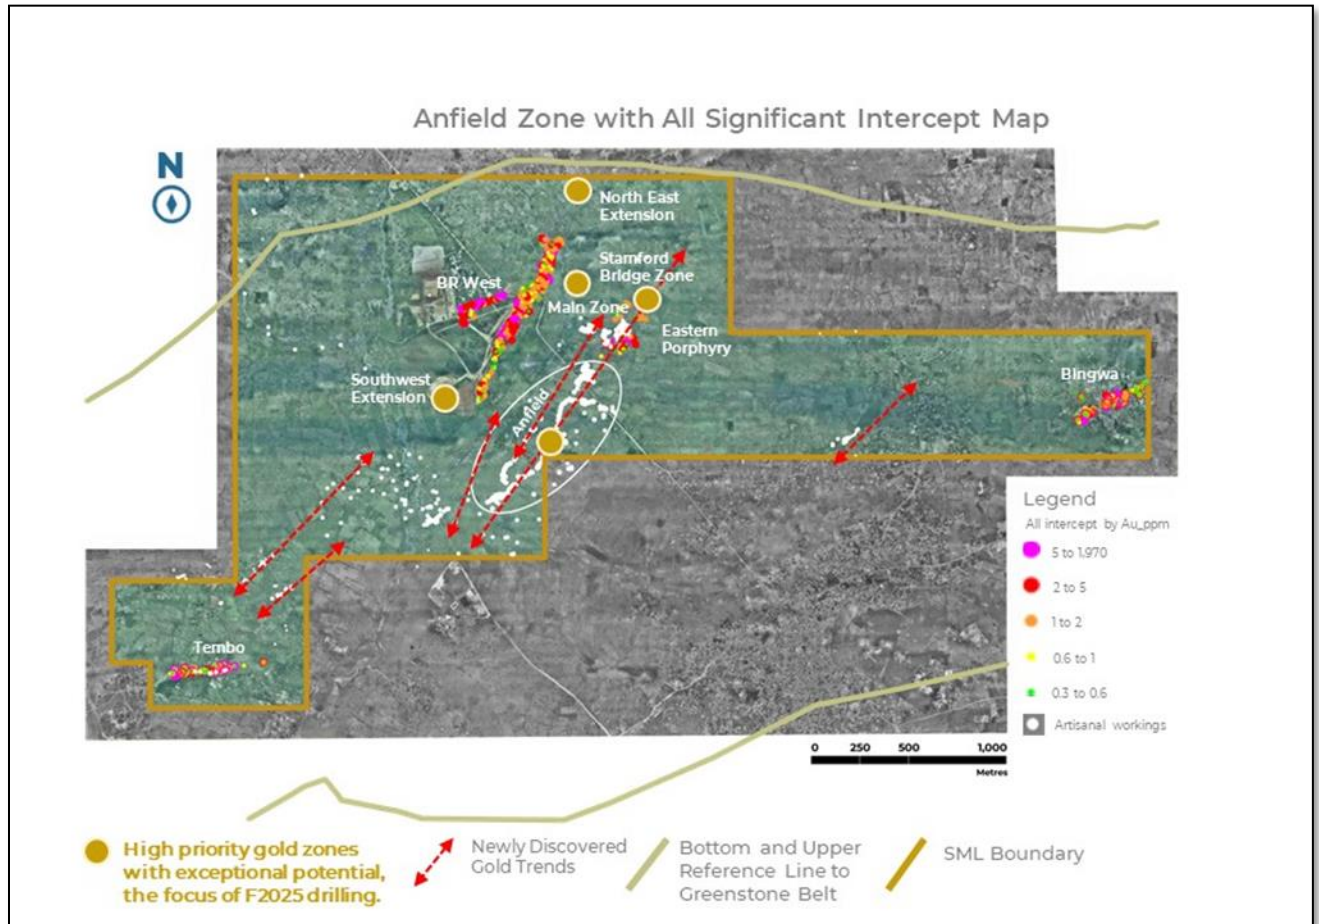 Anfield Zone with All Significant Intercept Map
N
North East
Extension
Stamford
Bridge Zone
BR West
Main Zone
Eastern
Porphyry
Southwest
Extension
Anfield
Bingwa
Tembo
Legend
All intercept by Au_ppm
5 to 1,970
2 to 5
1 to 2
0.6 to 1
0.3 to 0.6
Artisanal workings
0 250 500 1,000
Metres
High priority gold zones
with exceptional potential,
the focus of F2025 drilling.
Newly Discovered
Gold Trends
Bottom and Upper
Reference Line to
Greenstone Belt
SML Boundary